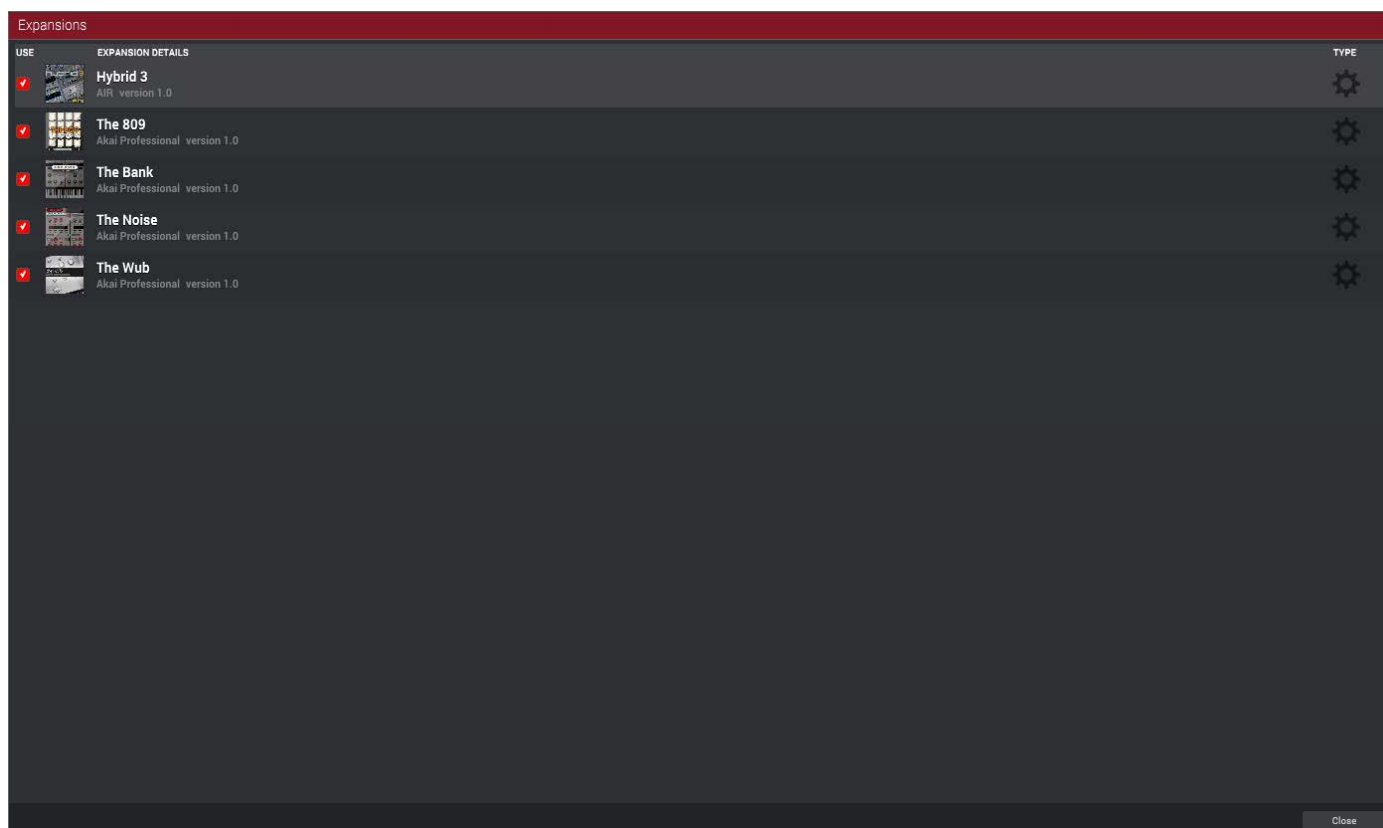 Expansions
USE EXPANSION DETAILS TYPE
Hybrid 3
AIR version 1.0
The 809
Akai Professional version 1.0
The Bank
Akai Professional version 1.0
The Noise
Akai Professional version 1.0
The Wub
Akai Professional version 1.0
Close